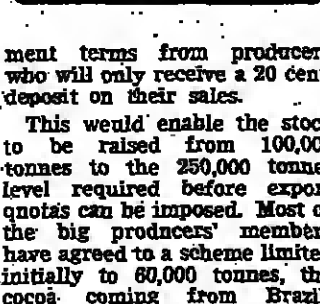 ment terms from producer
who will only receive a 20 cen
deposit on their sales.
This would enable the stoc
to be raised from 100,00
tonnes to the 250,000 tonne
level required before expor
qnotas can be imposed. Most o
the big producers' member
have agreed to a scheme limite
initially to 60,000 tonnes, th
cocoa coming from Brazi